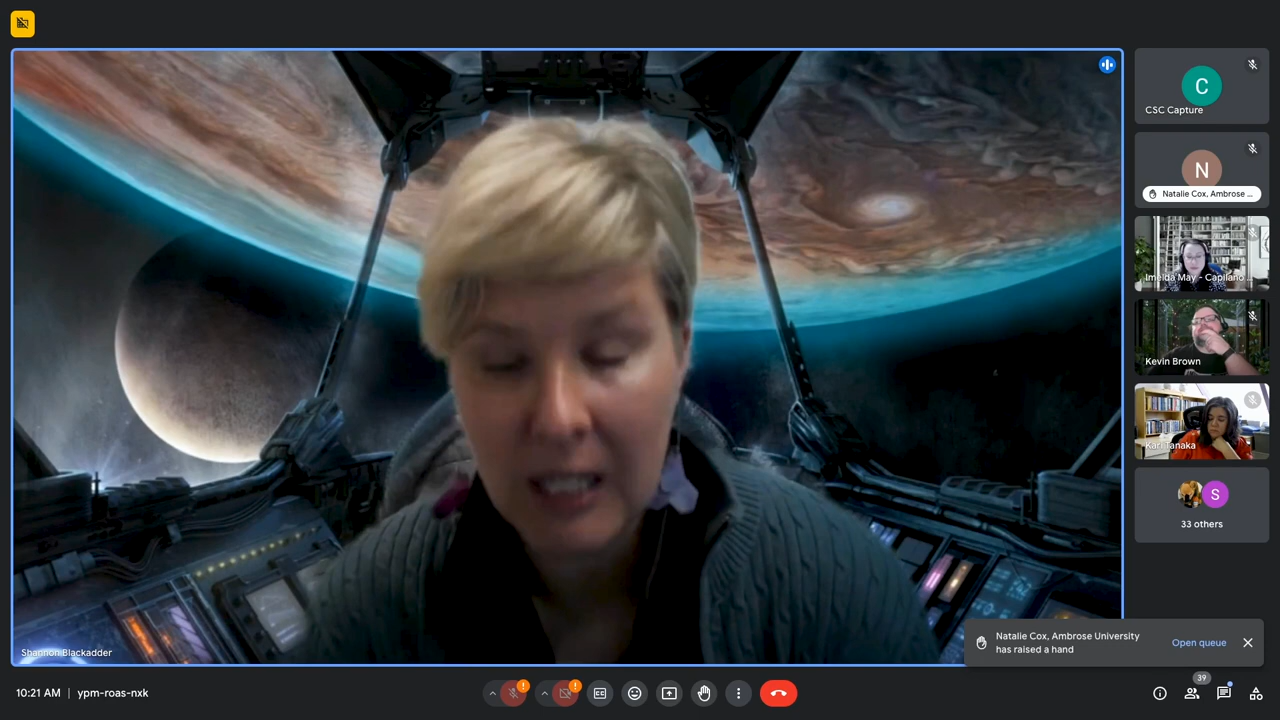 C
CSC Capture
N
Natalie Cox, Ambrose ...
Imelda May - Capilano ...
Kevin Brown
Karl Tanaka
S
33 others
Shannon Blackadder
Natalie Cox, Ambrose University
has raised a hand
Open queue
10:21 AM | ypm-roas-nxk
39